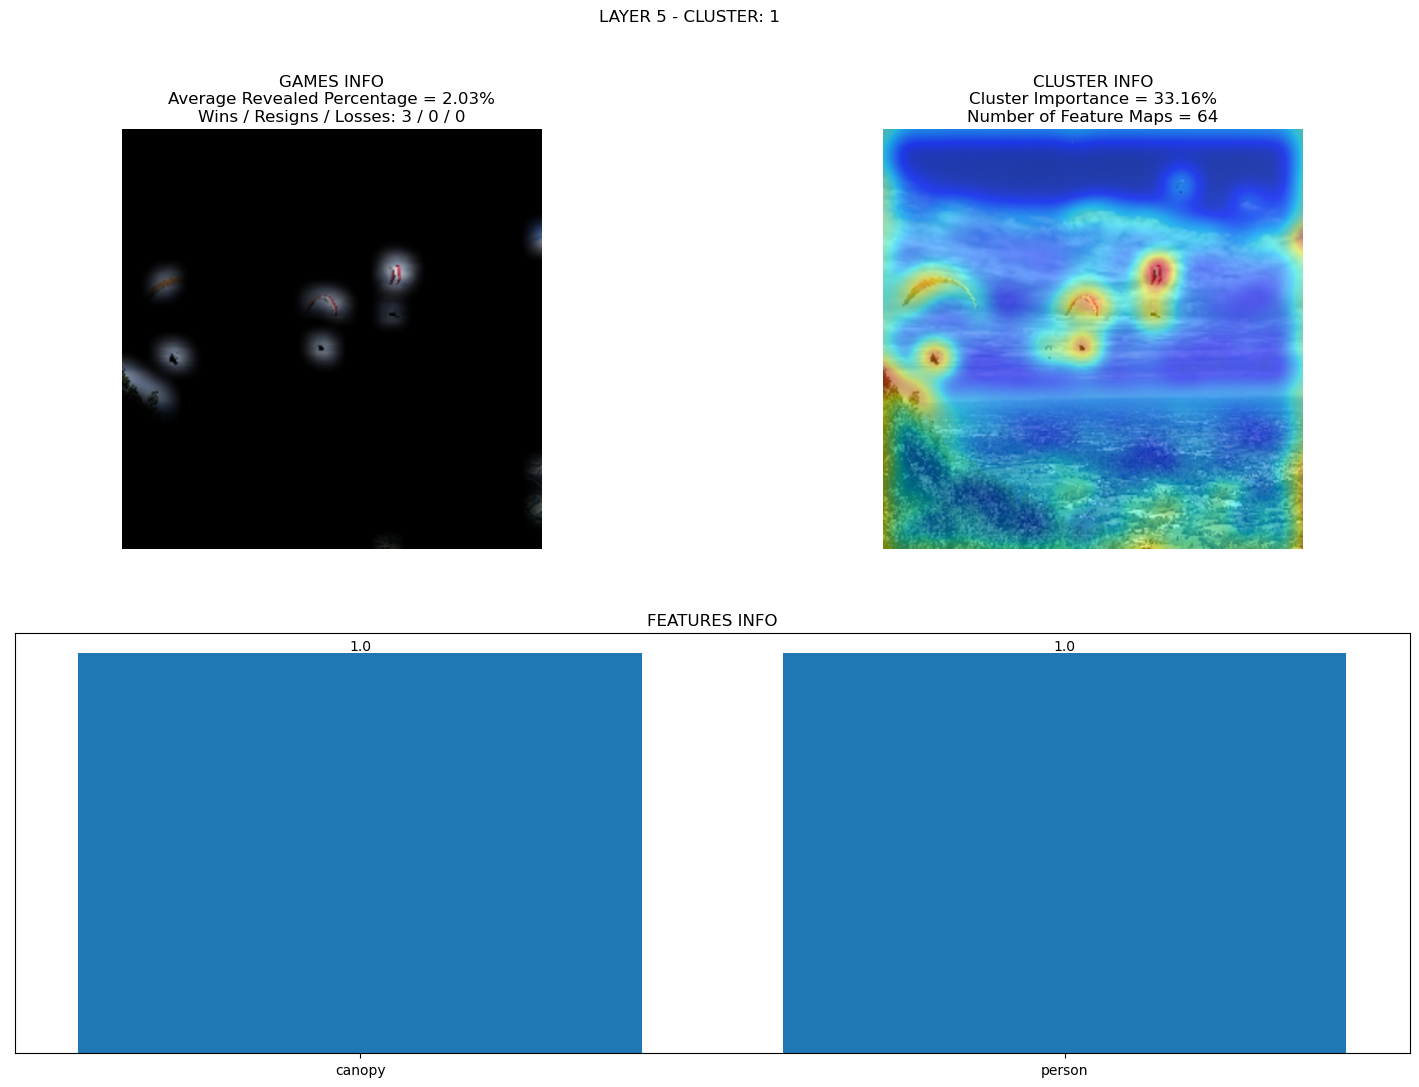 LAYER 5 - CLUSTER: 1
GAMES INFO
Average Revealed Percentage = 2.03%
Wins / Resigns / Losses: 3 / 0 / 0
CLUSTER INFO
Cluster Importance = 33.16%
Number of Feature Maps = 64
FEATURES INFO
1.0
1.0
canopy
person